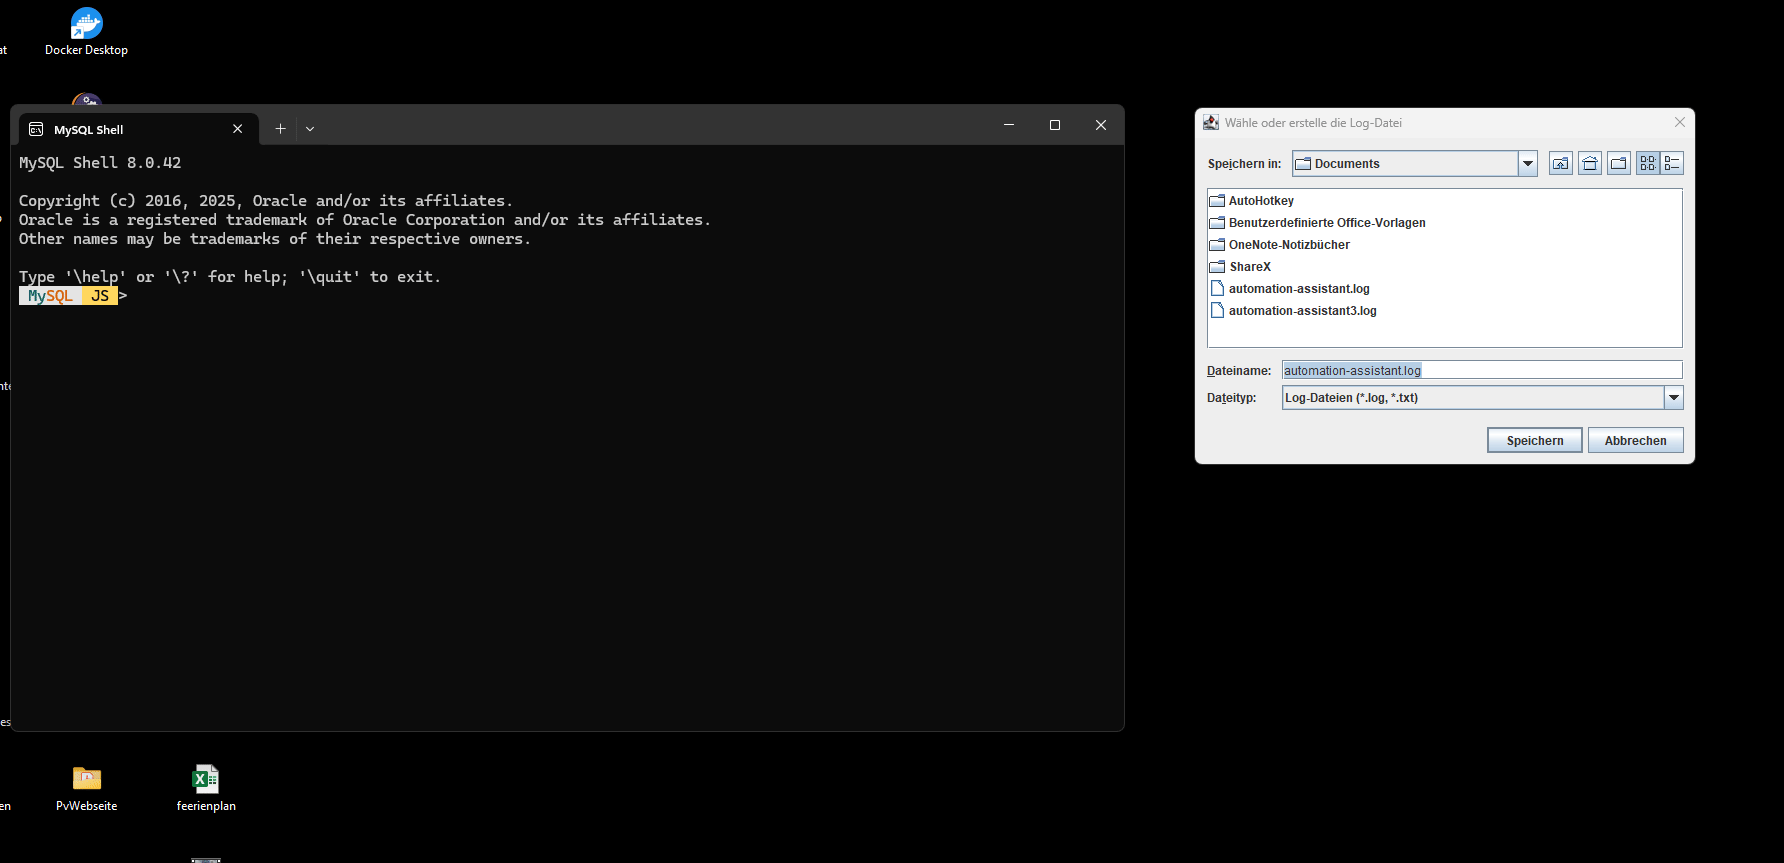 at
Docker Desktop
MySQL Shell
MySQL Shell 8.0.42
Copyright (c) 2016, 2025, Oracle and/or its affiliates.
Oracle is a registered trademark of Oracle Corporation and/or its affiliates.
Other names may be trademarks of their respective owners.
Type '\help' or '\?' for help; '\quit' to exit.
MySQL JS >
Wähle oder erstelle die Log-Datei
Speichern in: Documents
AutoHotkey
Benutzerdefinierte Office-Vorlagen
OneNote-Notizbücher
ShareX
automation-assistant.log
automation-assistant3.log
Dateiname: automation-assistant.log
Dateityp: Log-Dateien (*.log, *.txt)
Speichern Abbrechen
es
en
PvWebseite
feerienplan